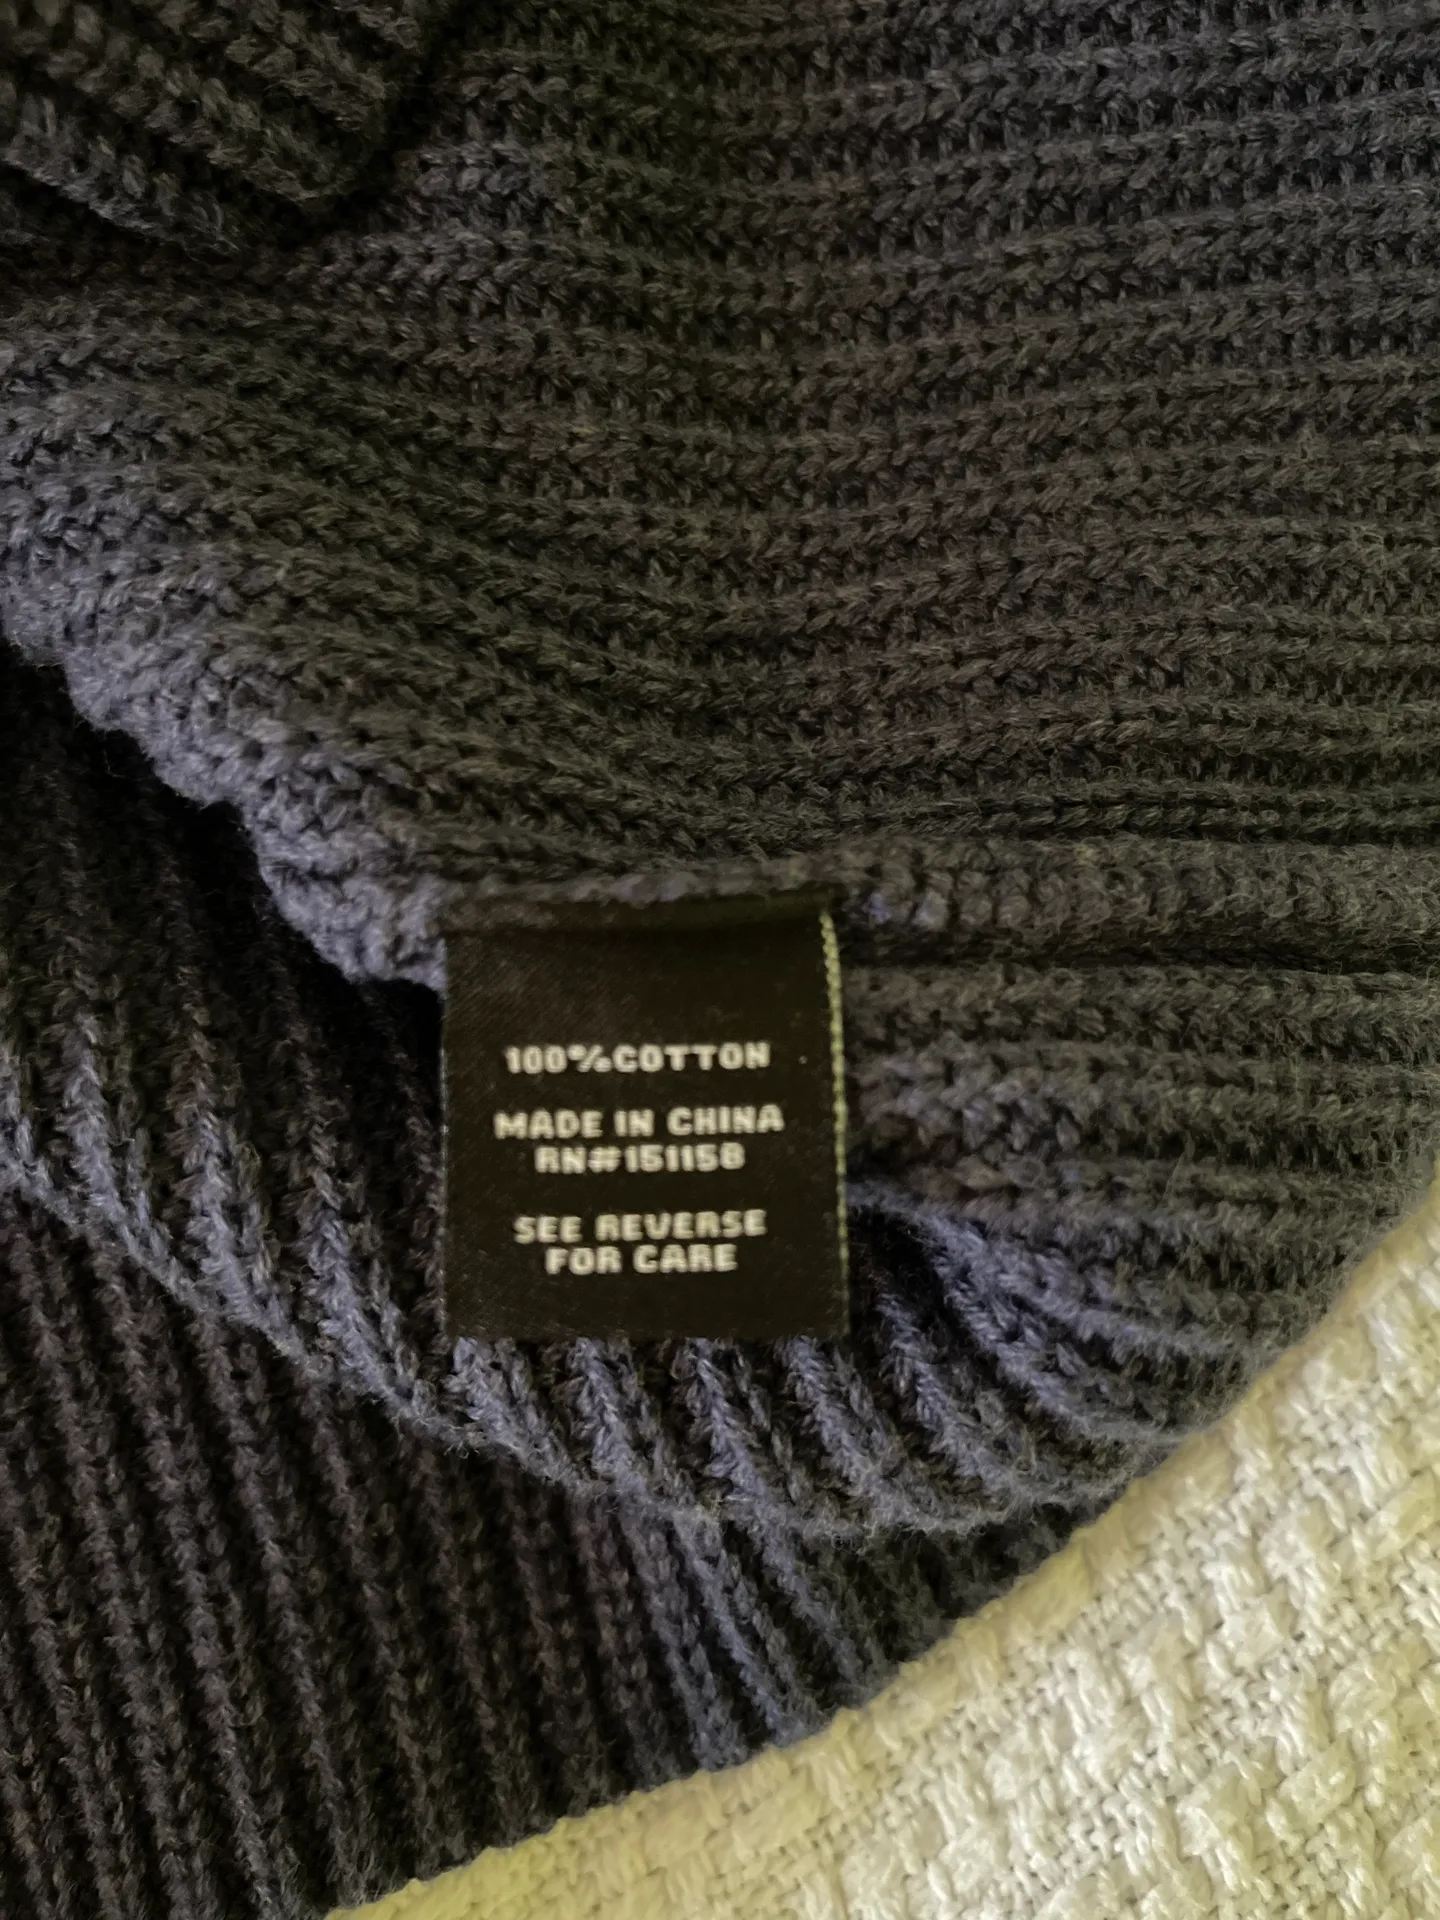 100%COTTON
MADE IN CHINA
RN#151158
SEE REVERSE
FOR CARE